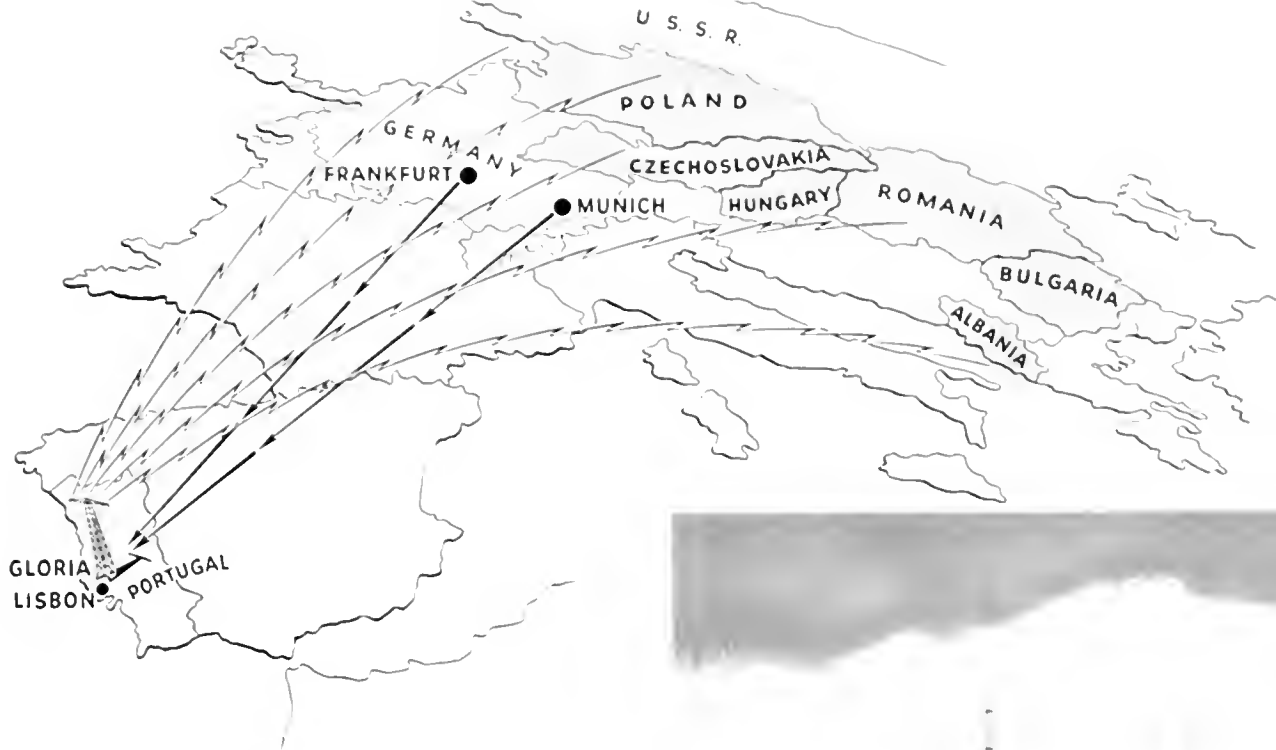 U. S. S. R.
POLAND
GERMANY
CZECHOSLOVAKIA
FRANKFURT
HUNGARY
ROMANIA
MUNICH
BULGARIA
ALBANIA
GLORIA
PORTUGAL
LISBON